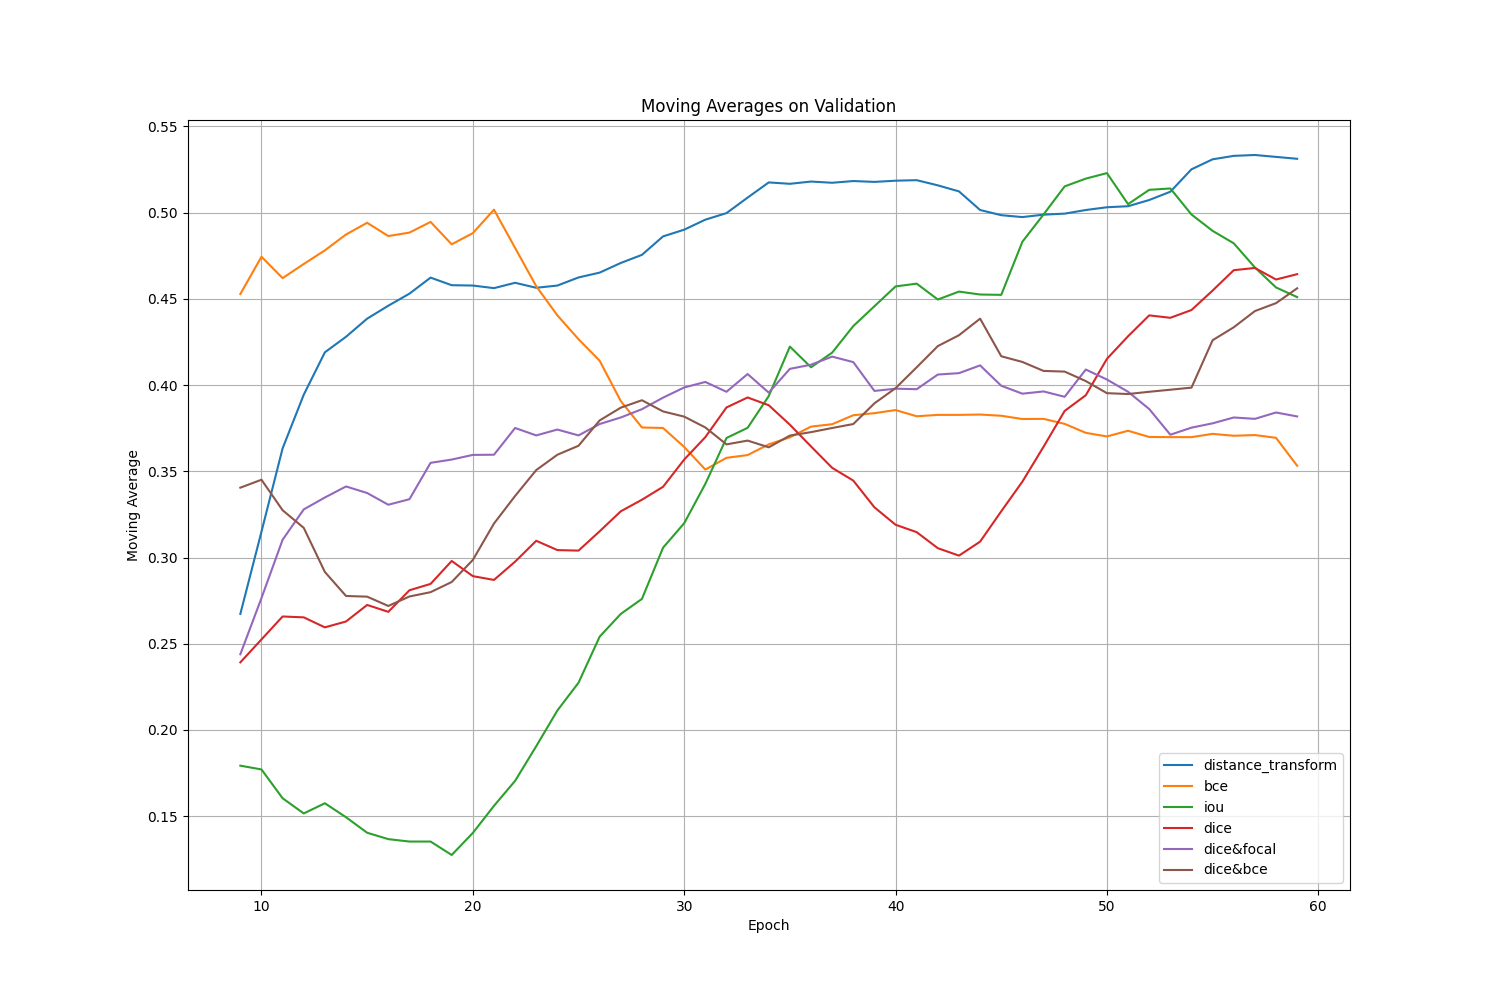 Moving Averages on Validation
Moving Average
0.55
0.50
0.45
0.40
0.35
0.30
0.25
0.20
0.15
10 20 30 40 50 60
Epoch
distance_transform
bce
iou
dice
dice&focal
dice&bce